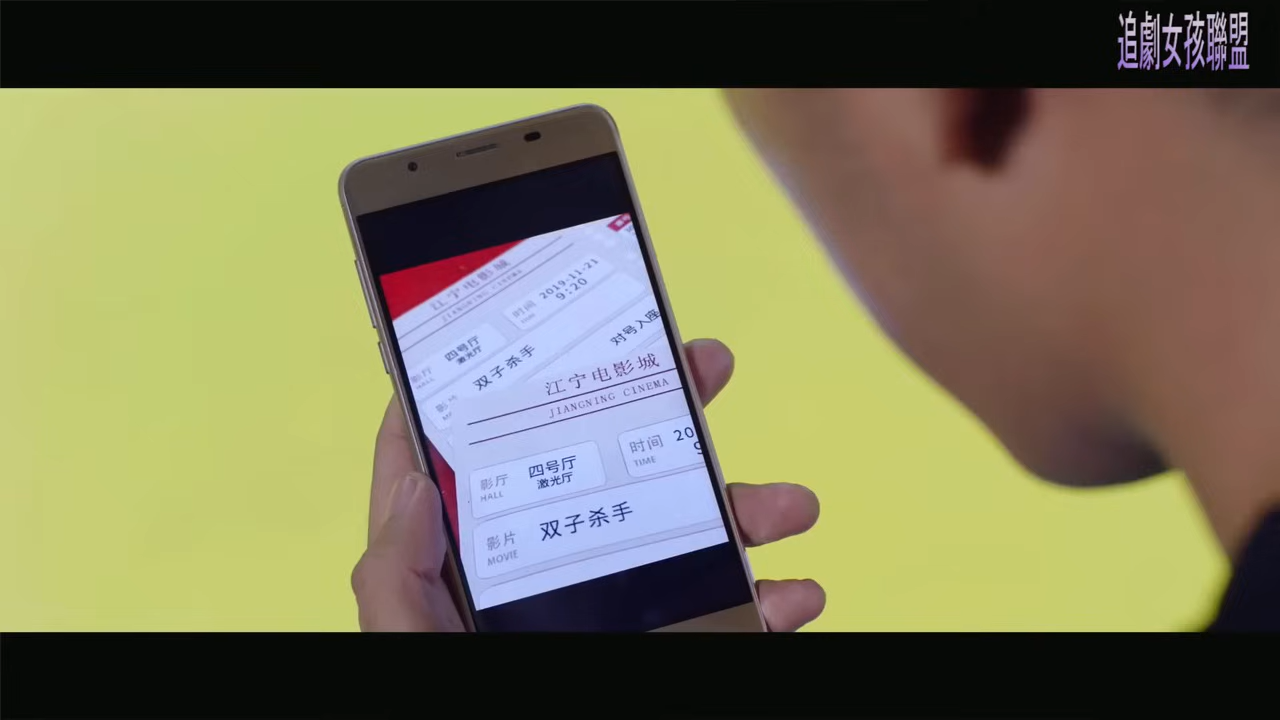 追劇女孩聯盟
江宁电影城
JIANGNING CINEMA
时间 2019-11-21
TIME 9:20
影厅 四号厅
HALL 激光厅
对号入座
双子杀手
江宁电影城
JIANGNING CINEMA
时间 20
TIME
影厅 四号厅
HALL 激光厅
影片 双子杀手
MOVIE